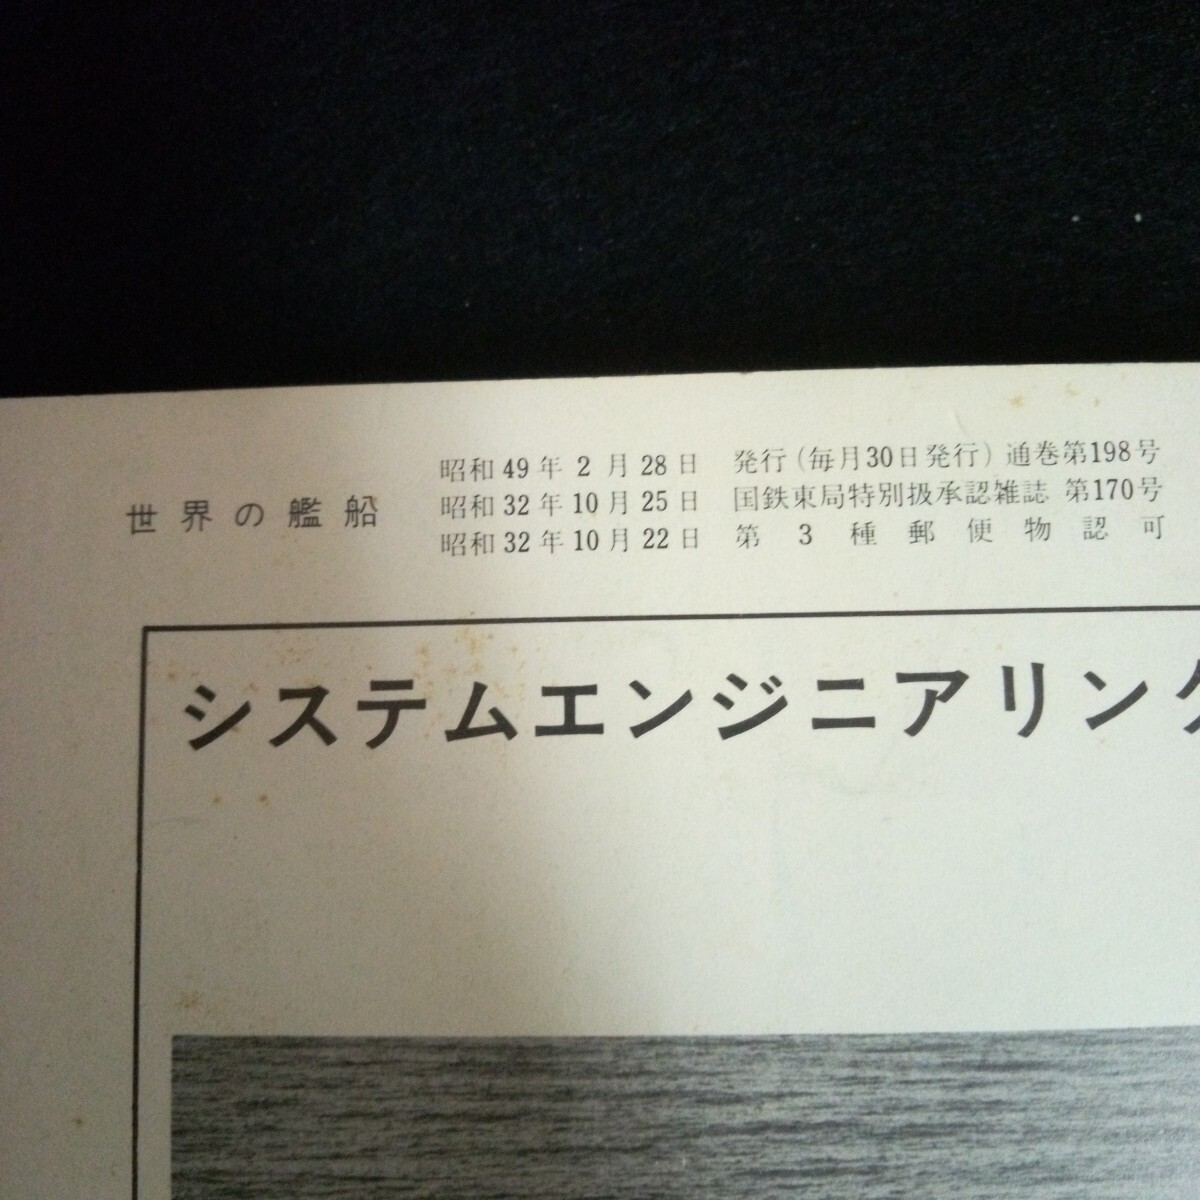 世界の艦船
昭和49年2月28日 発行(毎月30日発行)通巻第198号
昭和32年10月25日 国鉄東局特別扱承認雑誌 第170号
昭和32年10月22日 第3種郵便物認可
システムエンジニアリング